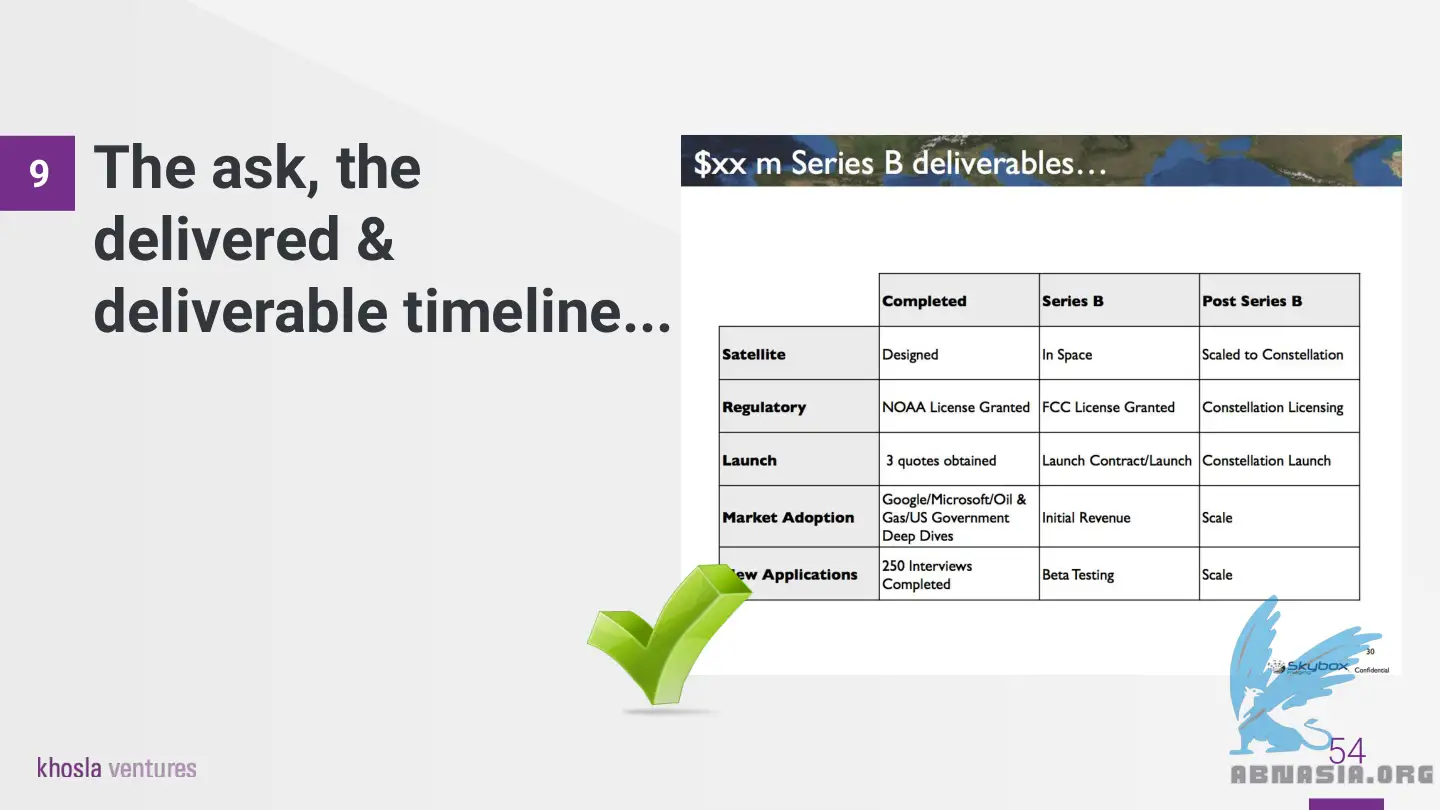 9
The ask, the
delivered &
deliverable timeline...
$xx m Series B deliverables...
Completed
Series B
Post Series B
Satellite
Designed
In Space
Scaled to Constellation
Regulatory
NOAA License Granted
FCC License Granted
Constellation Licensing
Launch
3 quotes obtained
Launch Contract/Launch
Constellation Launch
Market Adoption
Google/Microsoft/Oil &
Gas/US Government
Deep Dives
Initial Revenue
Scale
New Applications
250 Interviews
Completed
Beta Testing
Scale
30
Skybox
Imaging
Confidential
khosla ventures
54
ABNASIA.ORG